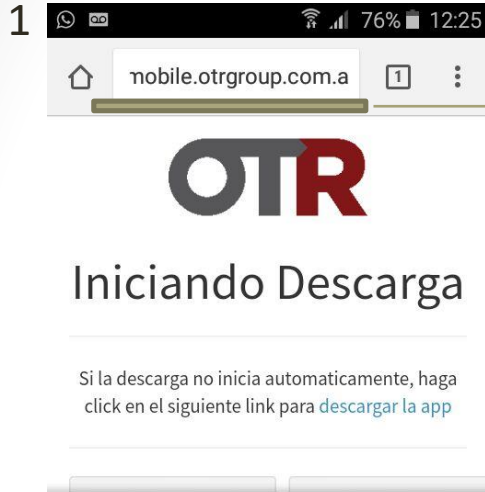 1
76% 12:25
mobile.otrgroup.com.a
1
OTR
Iniciando Descarga
Si la descarga no inicia automaticamente, haga
click en el siguiente link para descargar la app